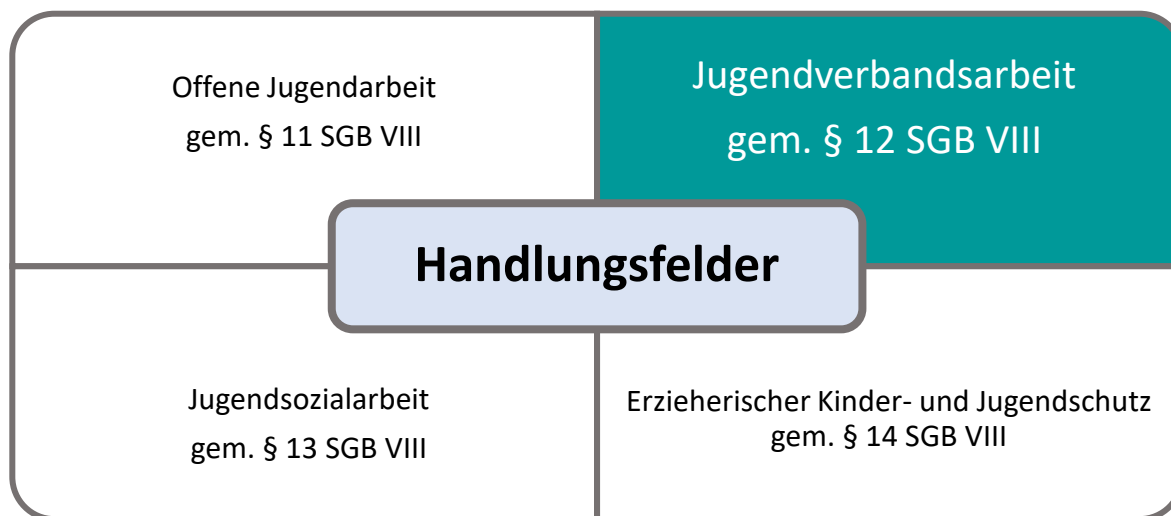 Offene Jugendarbeit
gem. § 11 SGB VIII
Jugendverbandsarbeit
gem. § 12 SGB VIII
Handlungsfelder
Jugendsozialarbeit
gem. § 13 SGB VIII
Erzieherischer Kinder- und Jugendschutz
gem. § 14 SGB VIII